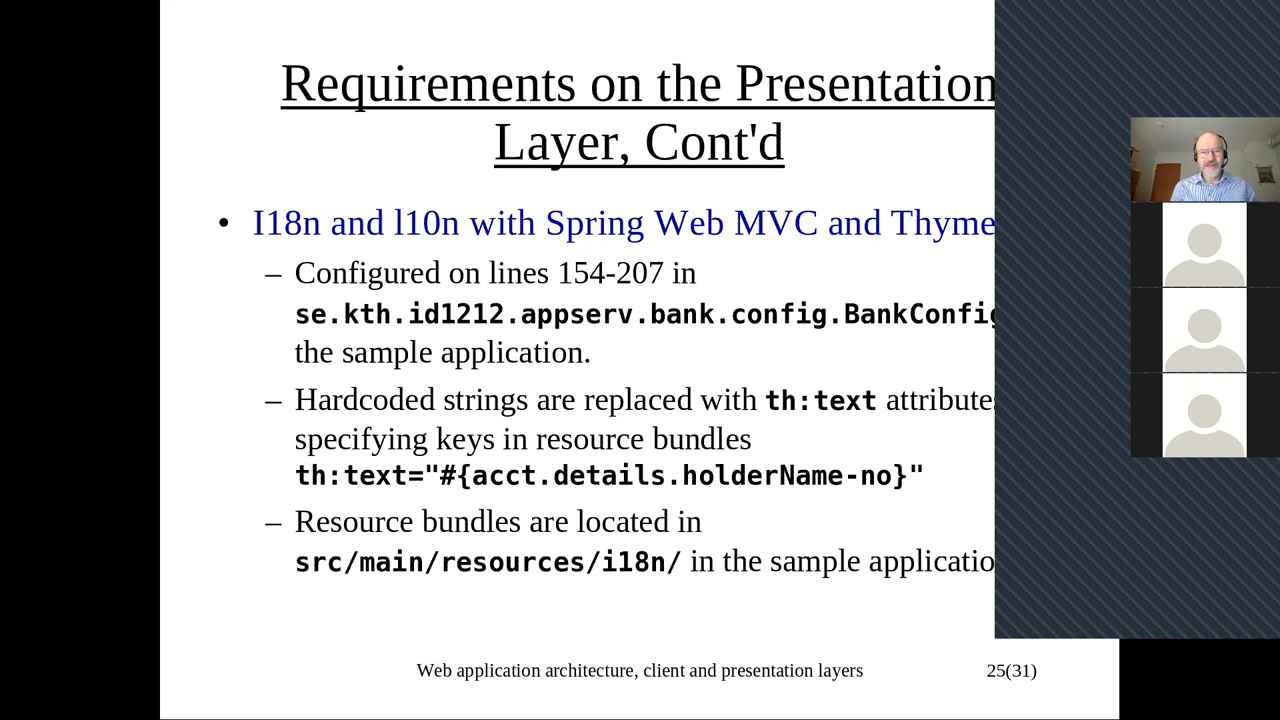 Requirements on the Presentation
Layer, Cont'd
• I18n and l10n with Spring Web MVC and Thyme
– Configured on lines 154-207 in
se.kth.id1212.appserv.bank.config.BankConfig
the sample application.
– Hardcoded strings are replaced with th:text attributes
specifying keys in resource bundles
th:text="#{acct.details.holderName-no}"
– Resource bundles are located in
src/main/resources/i18n/ in the sample applicatio
Web application architecture, client and presentation layers
25(31)